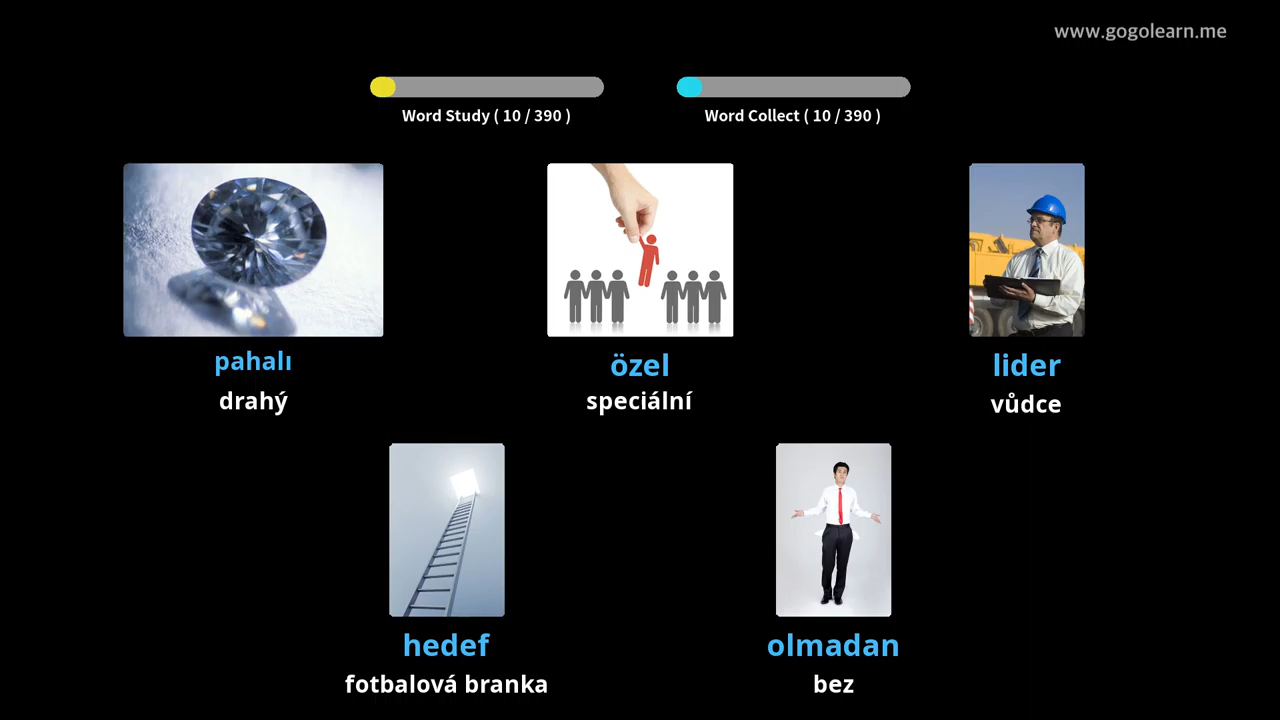 www.gogolearn.me
Word Study ( 10 / 390 )
Word Collect ( 10 / 390 )
pahalı
drahý
özel
speciální
lider
vůdce
hedef
fotbalová branka
olmadan
bez